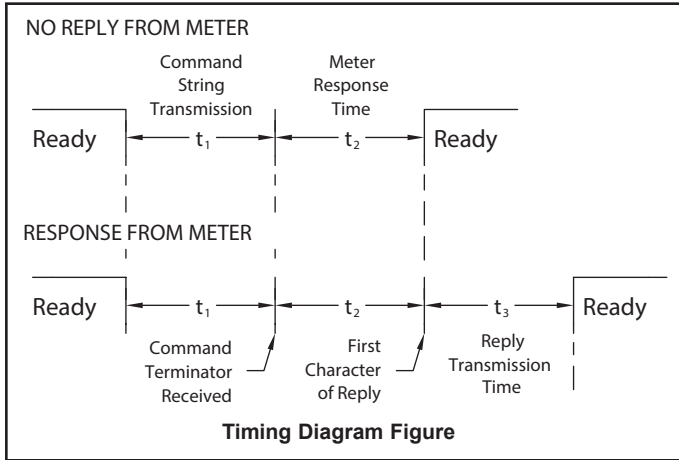 NO REPLY FROM METER
Command
String
Transmission
Meter
Response
Time
Ready
t1
t2
Ready
RESPONSE FROM METER
Ready
t1
t2
t3
Ready
Command
Terminator
Received
First
Character
of Reply
Reply
Transmission
Time
Timing Diagram Figure